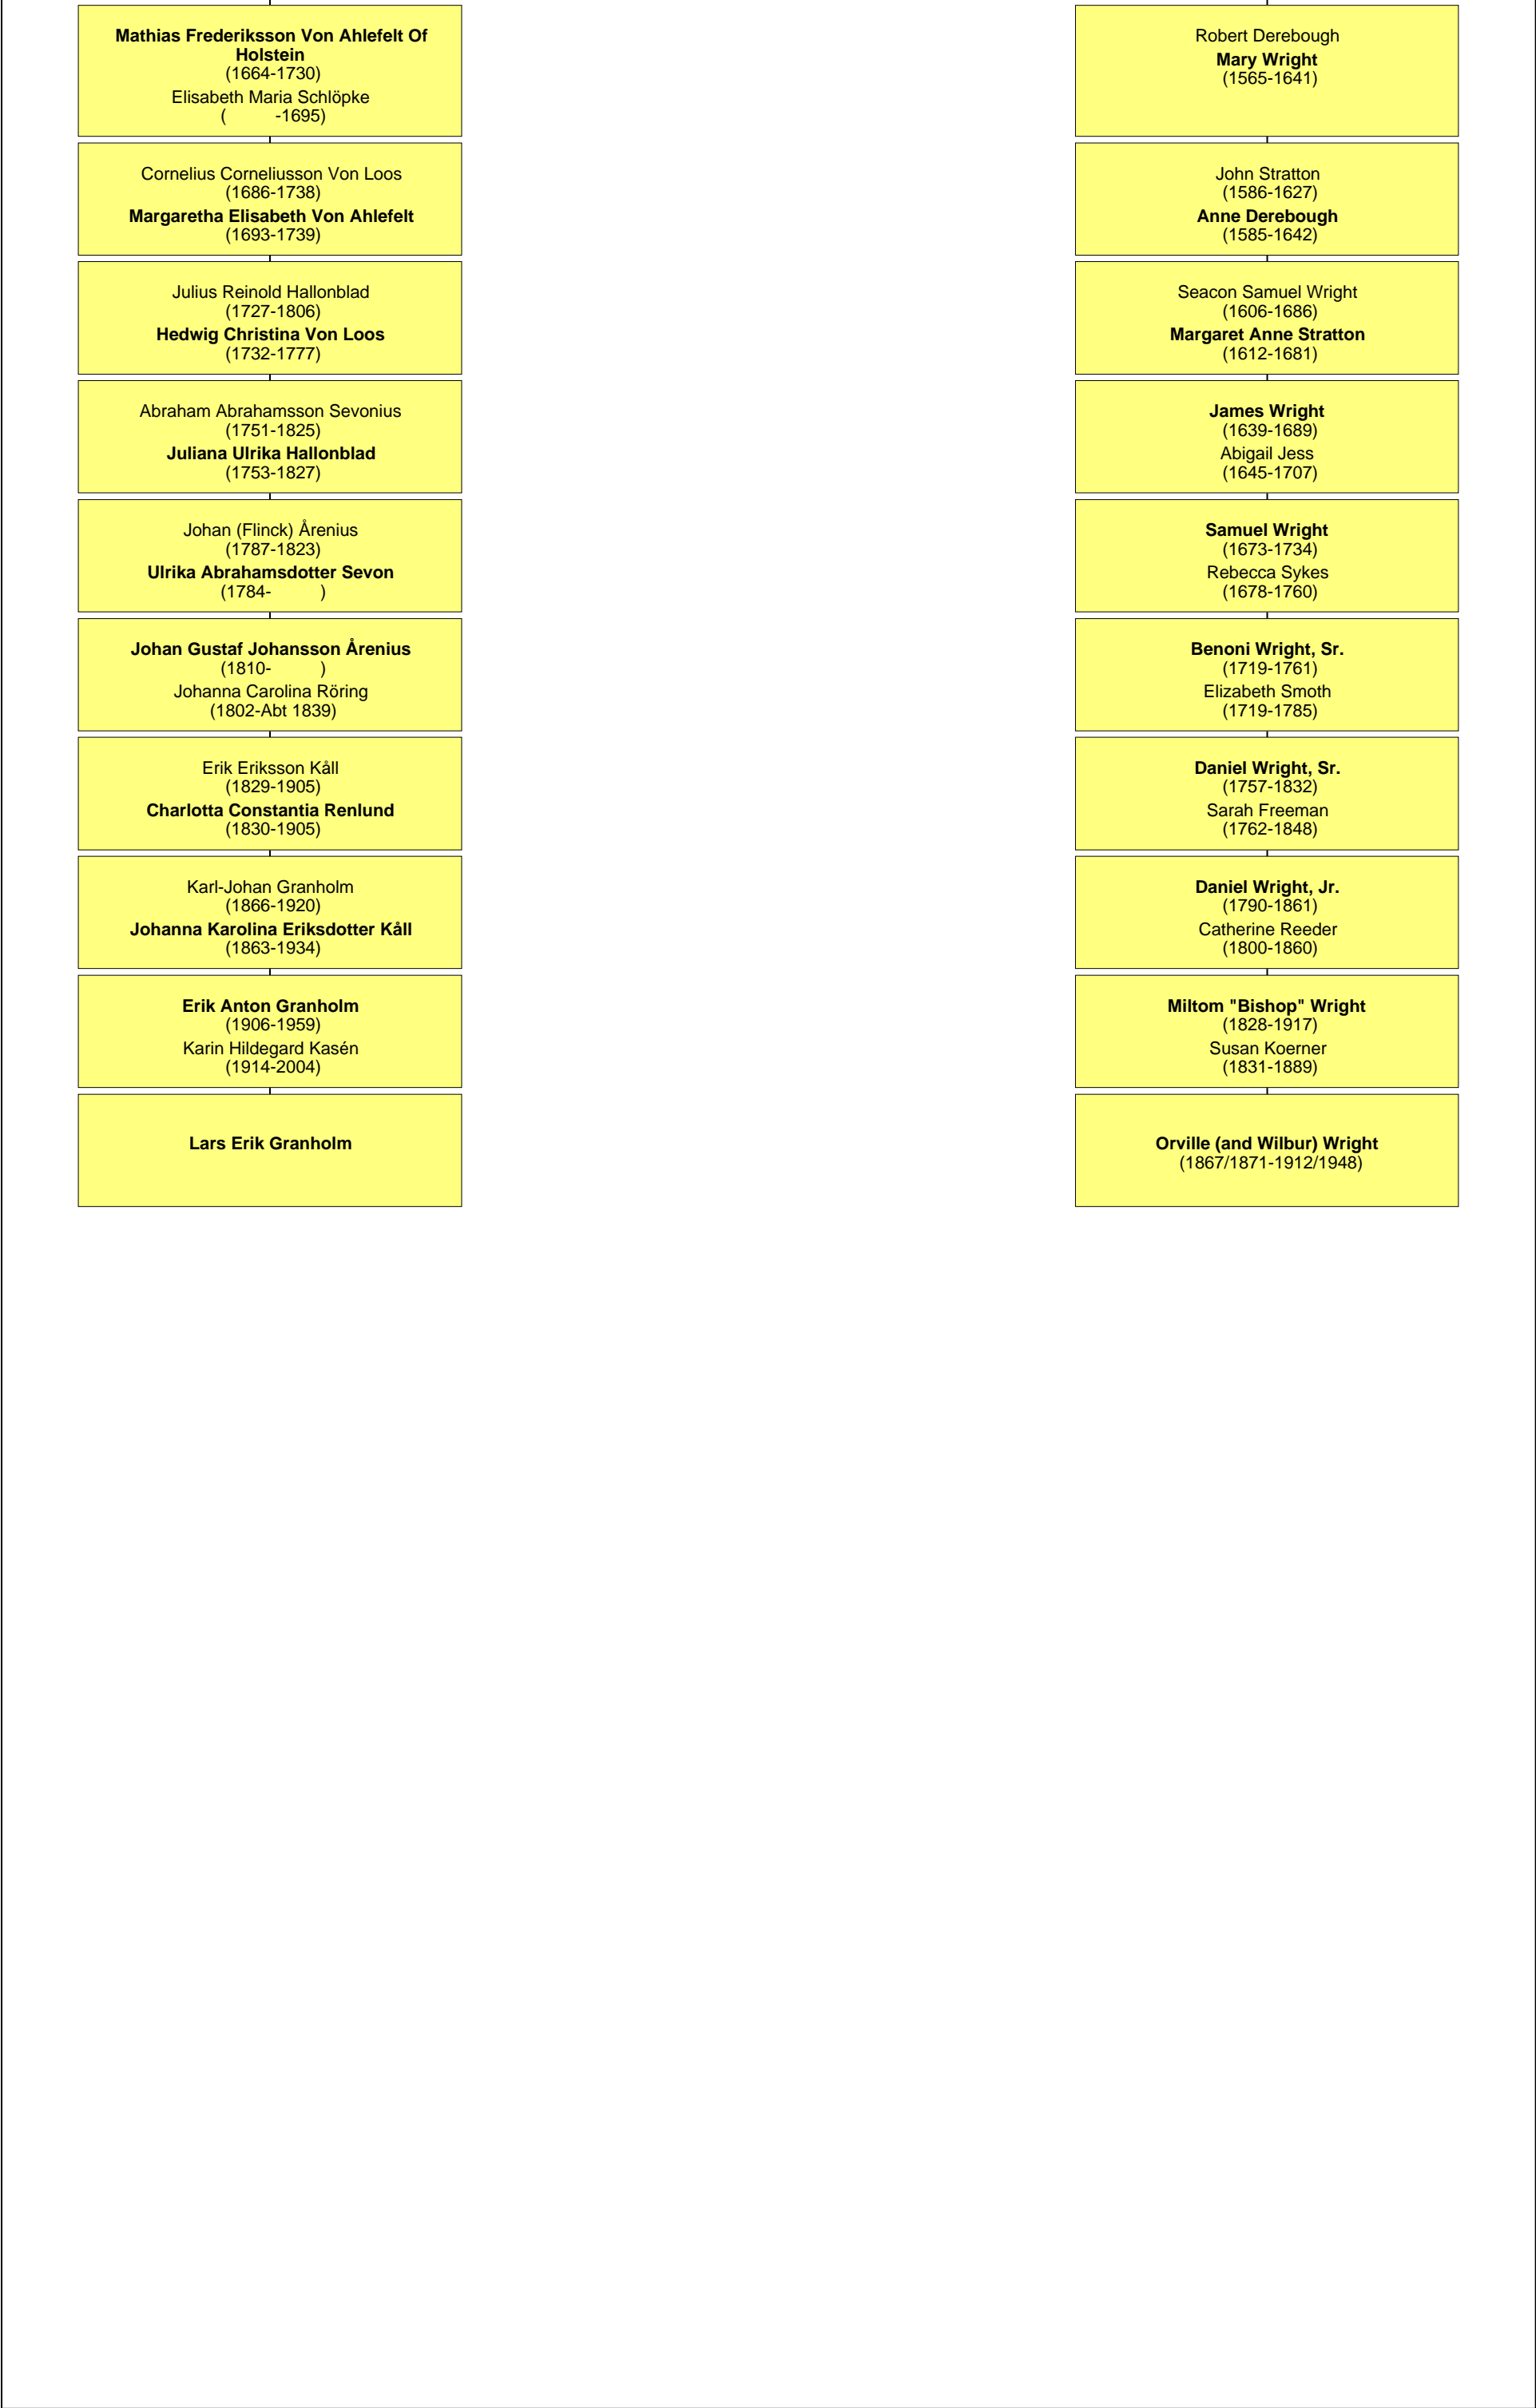 Mathias Frederiksson Von Ahlefelt Of
Holstein
(1664-1730)
Elisabeth Maria Schlöpke
( -1695)
Cornelius Corneliusson Von Loos
(1686-1738)
Margaretha Elisabeth Von Ahlefelt
(1693-1739)
Julius Reinold Hallonblad
(1727-1806)
Hedwig Christina Von Loos
(1732-1777)
Abraham Abrahamsson Sevonius
(1751-1825)
Juliana Ulrika Hallonblad
(1753-1827)
Johan (Flinck) Årenius
(1787-1823)
Ulrika Abrahamsdotter Sevon
(1784- )
Johan Gustaf Johansson Årenius
(1810- )
Johanna Carolina Röring
(1802-Abt 1839)
Erik Eriksson Kåll
(1829-1905)
Charlotta Constantia Renlund
(1830-1905)
Karl-Johan Granholm
(1866-1920)
Johanna Karolina Eriksdotter Kåll
(1863-1934)
Erik Anton Granholm
(1906-1959)
Karin Hildegard Kasén
(1914-2004)
Lars Erik Granholm
Robert Derebough
Mary Wright
(1565-1641)
John Stratton
(1586-1627)
Anne Derebough
(1585-1642)
Seacon Samuel Wright
(1606-1686)
Margaret Anne Stratton
(1612-1681)
James Wright
(1639-1689)
Abigail Jess
(1645-1707)
Samuel Wright
(1673-1734)
Rebecca Sykes
(1678-1760)
Benoni Wright, Sr.
(1719-1761)
Elizabeth Smoth
(1719-1785)
Daniel Wright, Sr.
(1757-1832)
Sarah Freeman
(1762-1848)
Daniel Wright, Jr.
(1790-1861)
Catherine Reeder
(1800-1860)
Miltom "Bishop" Wright
(1828-1917)
Susan Koerner
(1831-1889)
Orville (and Wilbur) Wright
(1867/1871-1912/1948)